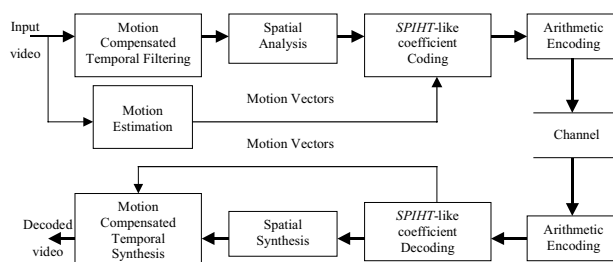 Input
video
Motion
Compensated
Temporal Filtering
Spatial
Analysis
SPIHT-like
coefficient
Coding
Arithmetic
Encoding
Motion
Estimation
Motion Vectors
Channel
Motion Vectors
Decoded
video
Motion
Compensated
Temporal
Synthesis
Spatial
Synthesis
SPIHT-like
coefficient
Decoding
Arithmetic
Encoding